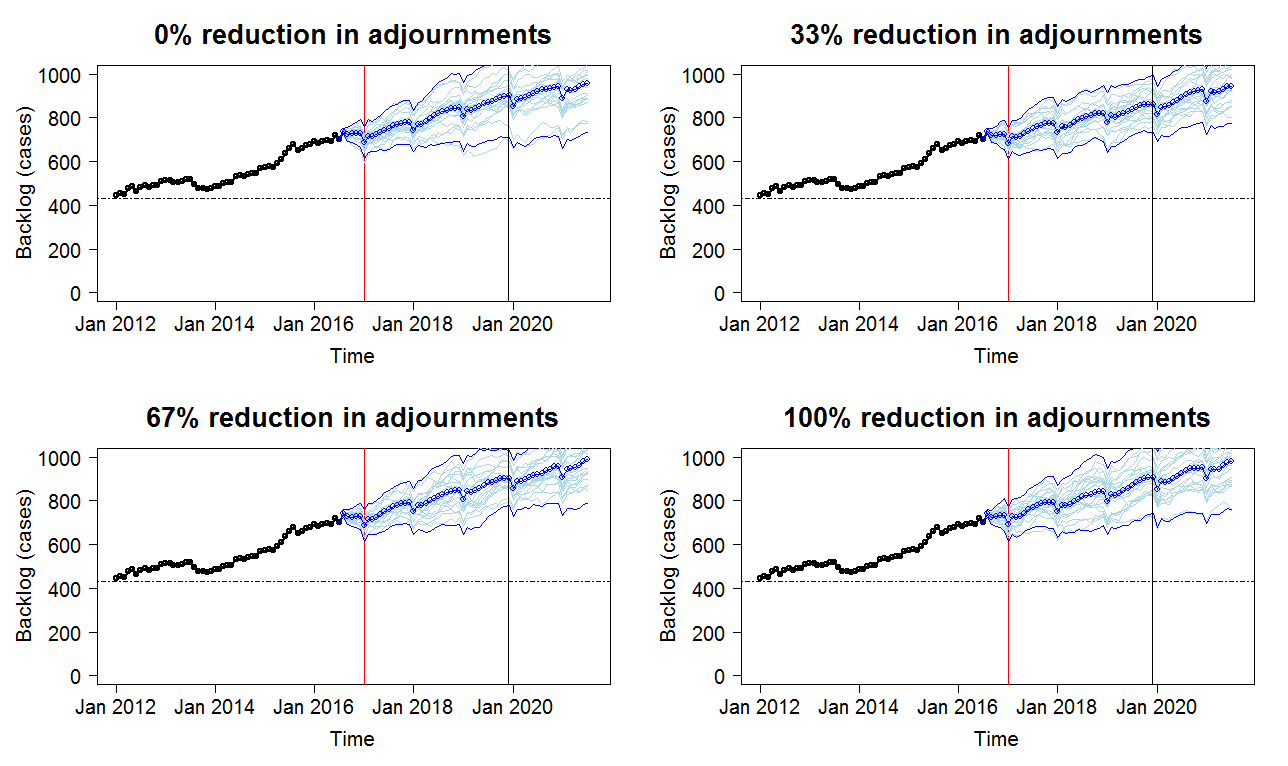 0% reduction in adjournments
Backlog (cases)
1000
800
600
400
200
0
Jan 2012 Jan 2014 Jan 2016 Jan 2018 Jan 2020
Time
33% reduction in adjournments
Backlog (cases)
1000
800
600
400
200
0
Jan 2012 Jan 2014 Jan 2016 Jan 2018 Jan 2020
Time
67% reduction in adjournments
Backlog (cases)
1000
800
600
400
200
0
Jan 2012 Jan 2014 Jan 2016 Jan 2018 Jan 2020
Time
100% reduction in adjournments
Backlog (cases)
1000
800
600
400
200
0
Jan 2012 Jan 2014 Jan 2016 Jan 2018 Jan 2020
Time